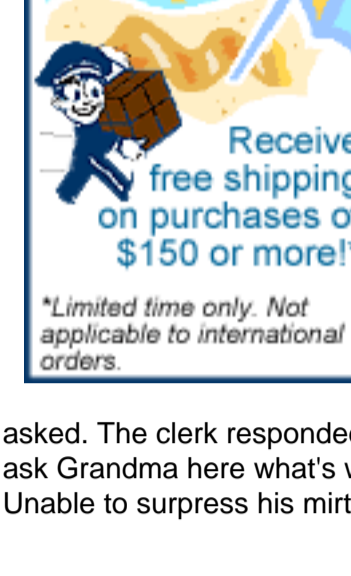 Receive
free shipping
on purchases o
$150 or more!*
*Limited time only. Not
applicable to international
orders.
asked. The clerk responded
ask Grandma here what's w
Unable to surpress his mirt